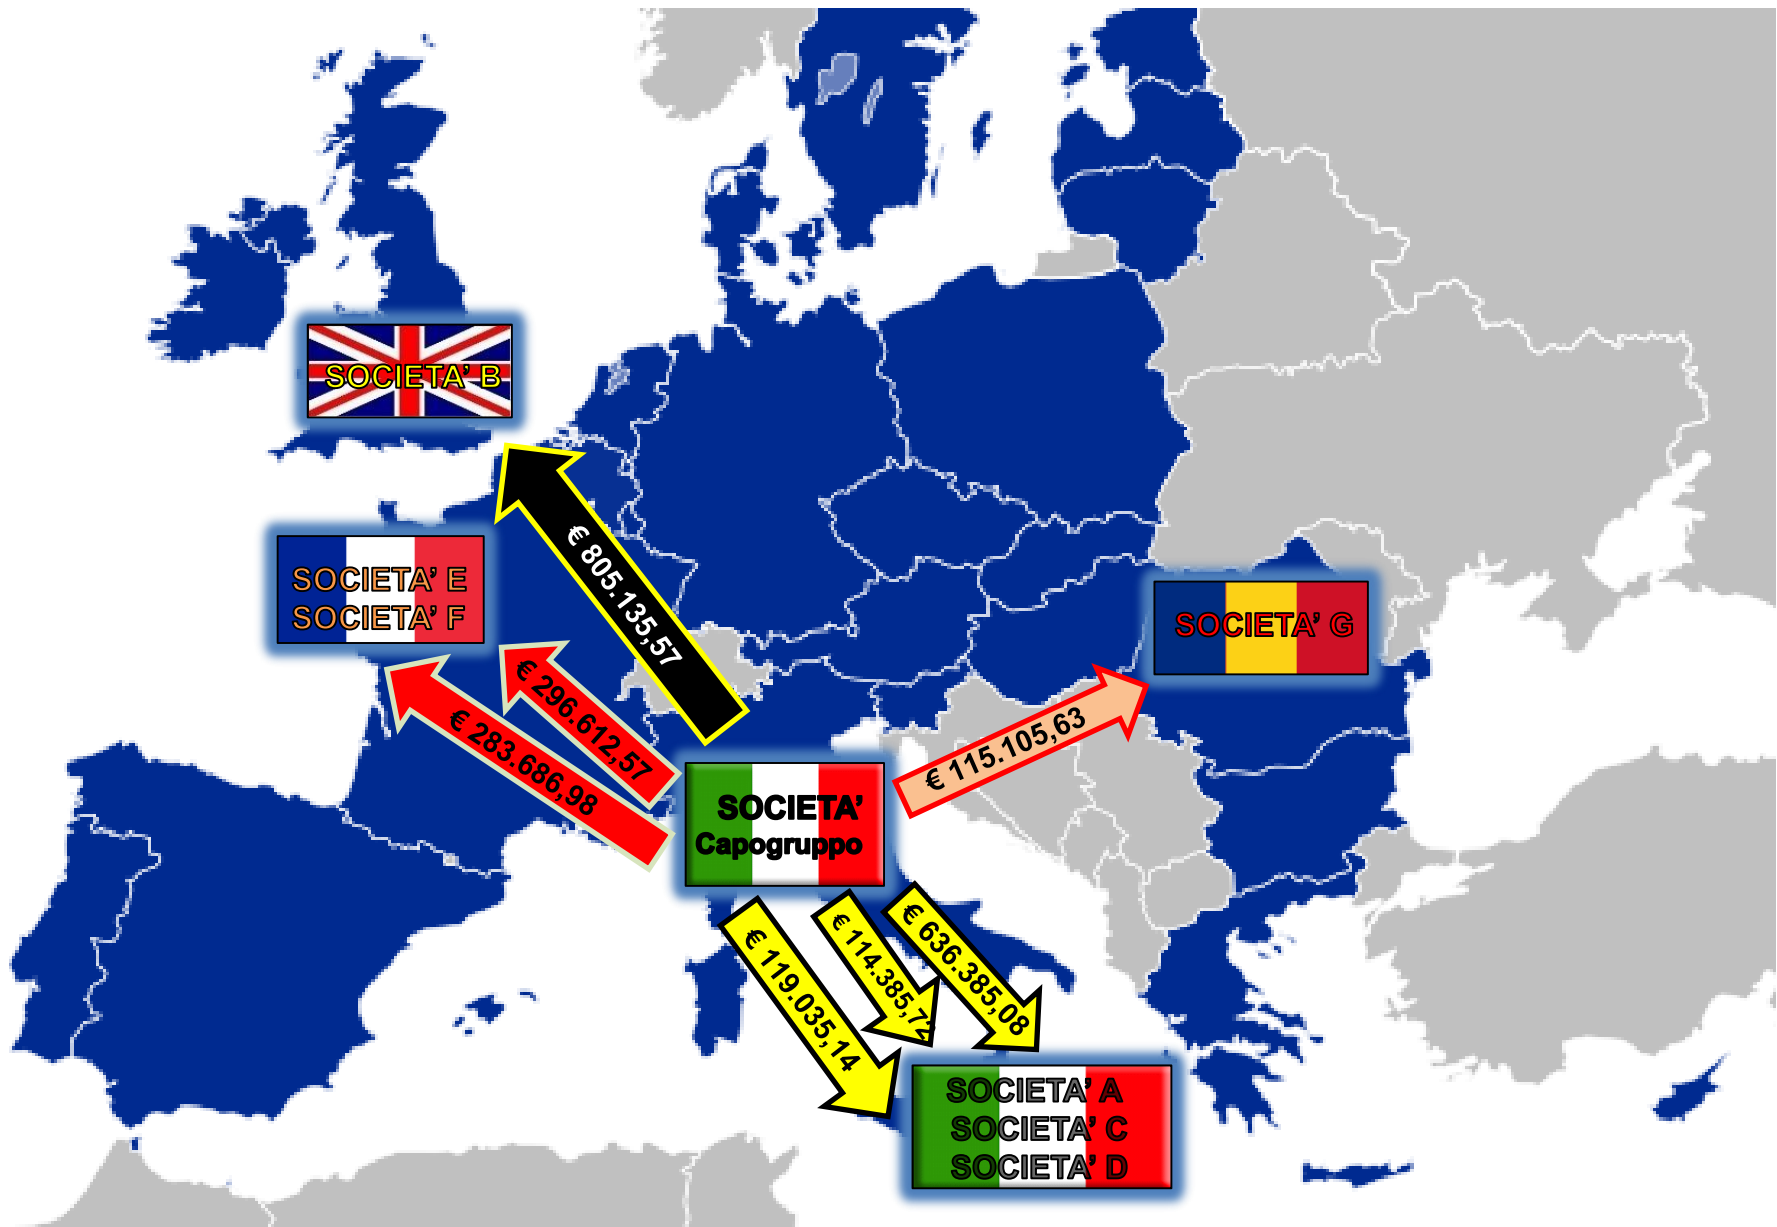 SOCIETA’ B
€ 805.135,57
SOCIETA’ E
SOCIETA’ F
SOCIETA’ G
€ 296.612,57
€ 283.686,98
€ 115.105,63
SOCIETA’
Capogruppo
€ 119.035,14
€ 114.385,72
€ 636.385,08
SOCIETA’ A
SOCIETA’ C
SOCIETA’ D